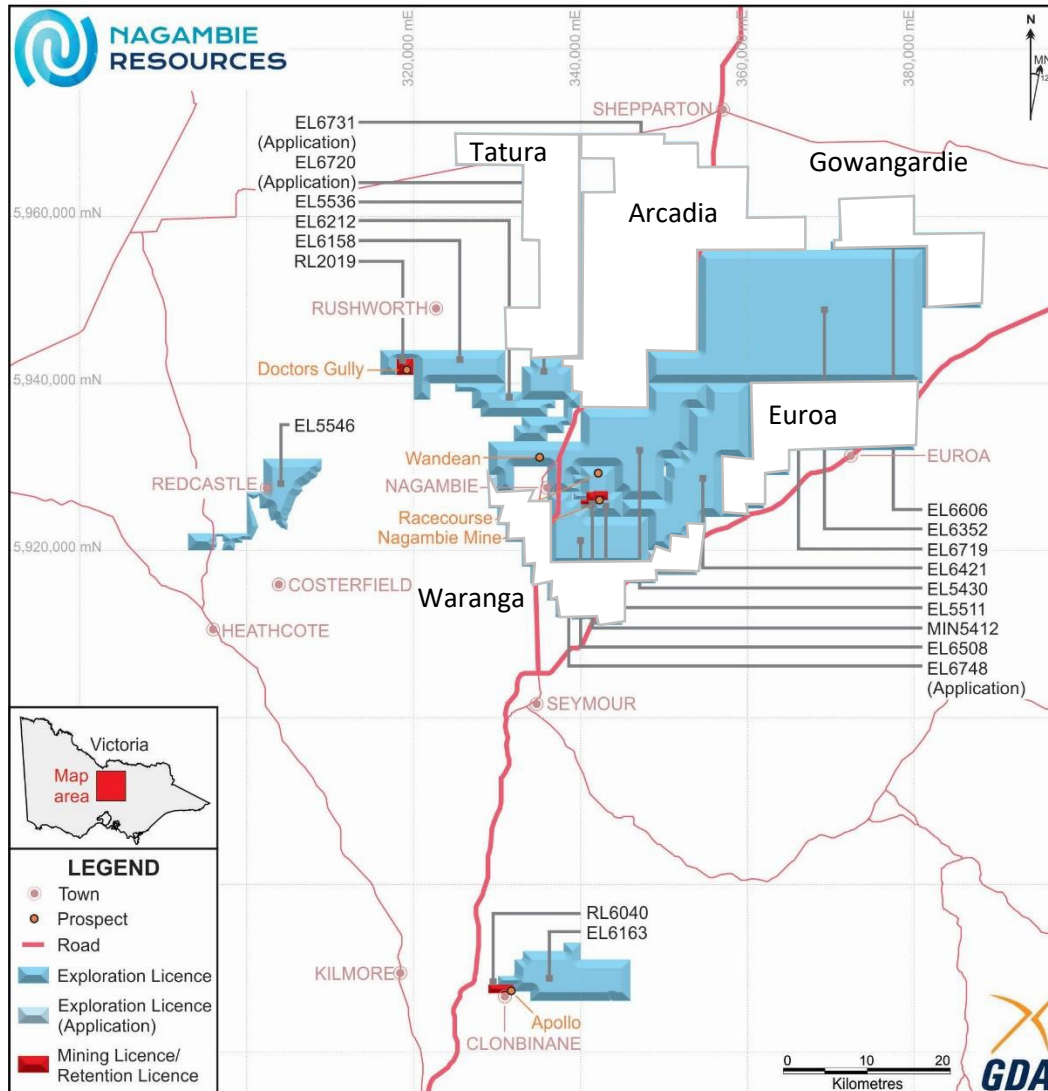 NAGAMBIE
RESOURCES
320,000 mE
340,000 mE
360,000 mE
380,000 mE
N
MN
12
SHEPPARTON
EL6731
(Application)
EL6720
(Application)
EL5536
EL6212
EL6158
RL2019
Tatura
Gowangardie
Arcadia
5,960,000 mN
RUSHWORTH
Doctors Gully
5,940,000 mN
EL5546
Euroa
Wandean
REDCASTLE
NAGAMBIE
EUROA
Racecourse
Nagambie Mine
5,920,000 mN
EL6606
EL6352
EL6719
EL6421
EL5430
EL5511
MIN5412
EL6508
EL6748
(Application)
COSTERFIELD
Waranga
HEATHCOTE
SEYMOUR
Victoria
Map
area
LEGEND
Town
Prospect
Road
Exploration Licence
Exploration Licence
(Application)
Mining Licence/
Retention Licence
RL6040
EL6163
KILMORE
Apollo
CLONBINANE
0 10 20
Kilometres
GDA